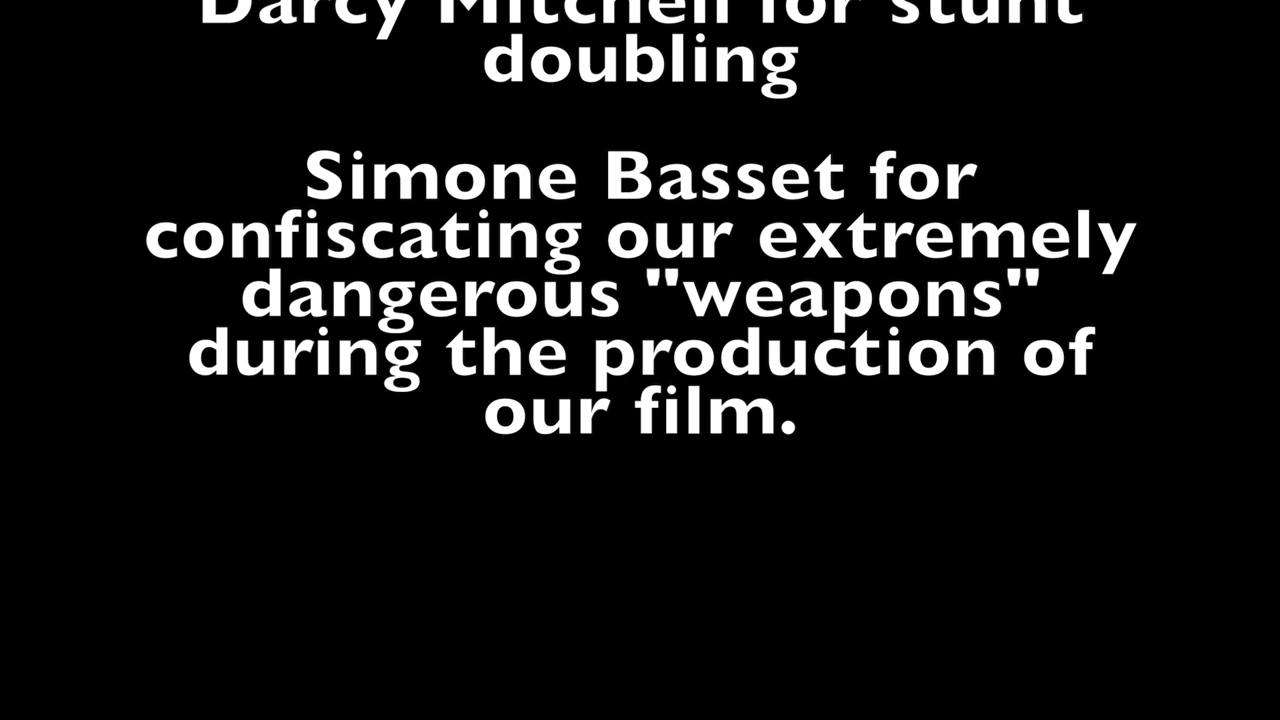 Darcy Mitchell for stunt
doubling
Simone Basset for
confiscating our extremely
dangerous "weapons"
during the production of
our film.